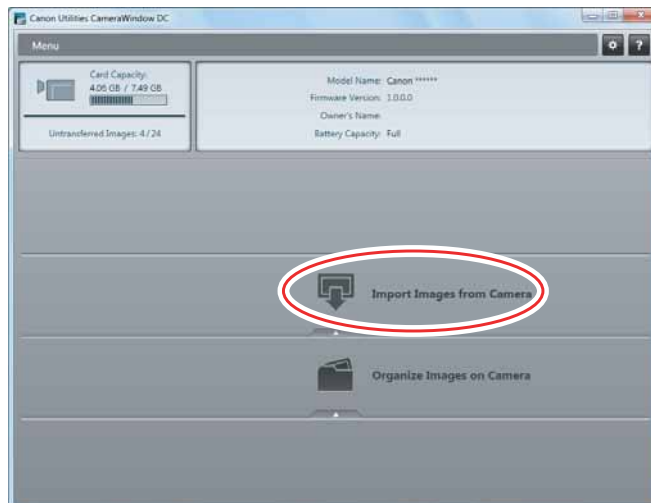 Canon Utilities CameraWindow DC
Menu
?
Card Capacity:
4.06 GB / 7.49 GB
Untransferred Images: 4/24
Model Name: Canon ******
Firmware Version: 1.0.0.0
Owner's Name:
Battery Capacity: Full
Import Images from Camera
Organize Images on Camera